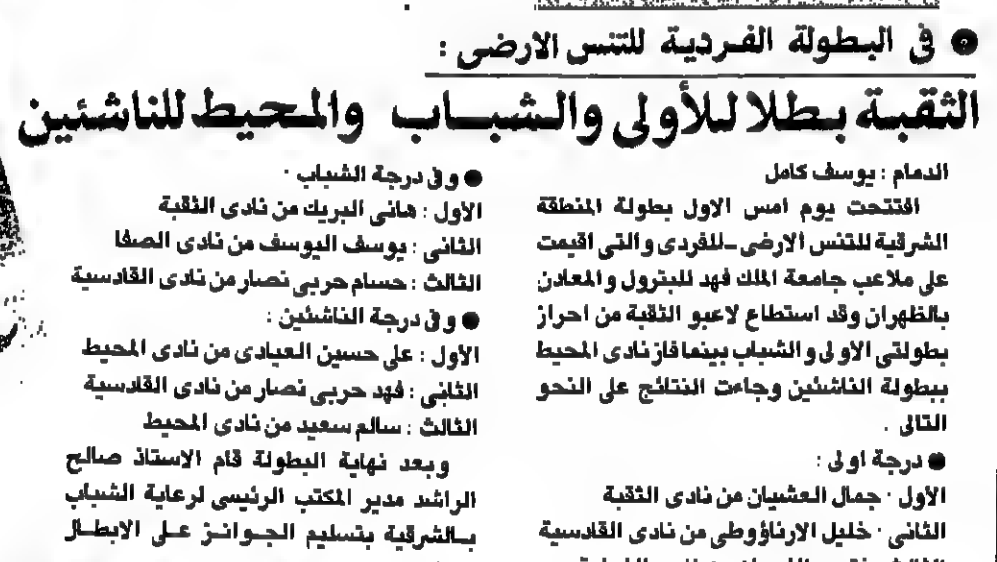 ● في البطولة الفردية للتنس الارضى :
الثقبة بطلا للأولى والشباب والمحيط للناشئين
الدمام : يوسف كامل
افتتحت يوم امس الاول بطولة المنطقة
الشرقية للتنس الارضى - للفردى والتى اقيمت
على ملاعب جامعة الملك فهد للبترول والمعادن
بالظهران وقد استطاع لاعبو الثقبة من احراز
بطولتى الاولى والشباب بينما فاز نادى المحيط
ببطولة الناشئين وجاءت النتائج على النحو
التالى .
● درجة اولى :
الأول · جمال العشيان من نادى الثقبة
الثانى · خليل الارناؤوطى من نادى القادسية
● وفى درجة الشباب ·
الأول : هانى البريك من نادى الثقبة
الثانى : يوسف اليوسف من نادى الصفا
الثالث : حسام حربى نصار من نادى القادسية
● وفى درجة الناشئين :
الأول : على حسين العبادى من نادى المحيط
الثانى : فهد حربى نصار من نادى القادسية
الثالث : سالم سعيد من نادى المحيط
وبعد نهاية البطولة قام الاستاذ صالح
الراشد مدير المكتب الرئيسى لرعاية الشباب
بالشرقية بتسليم الجوائز على الابطال